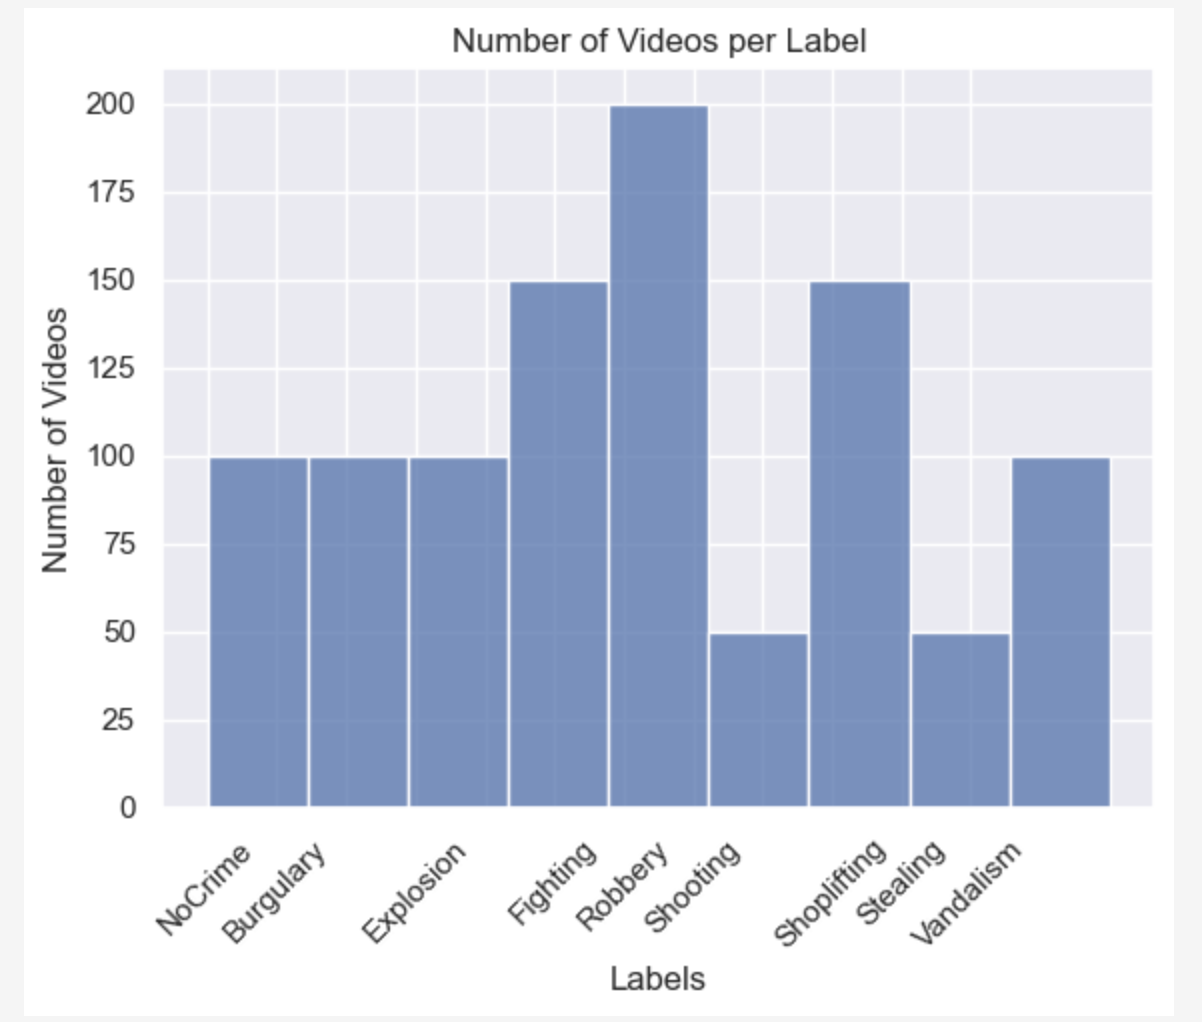 Number of Videos per Label
200
175
150
125
100
75
50
25
0
Number of Videos
NoCrime
Burgulary
Explosion
Fighting
Robbery
Shooting
Shoplifting
Stealing
Vandalism
Labels